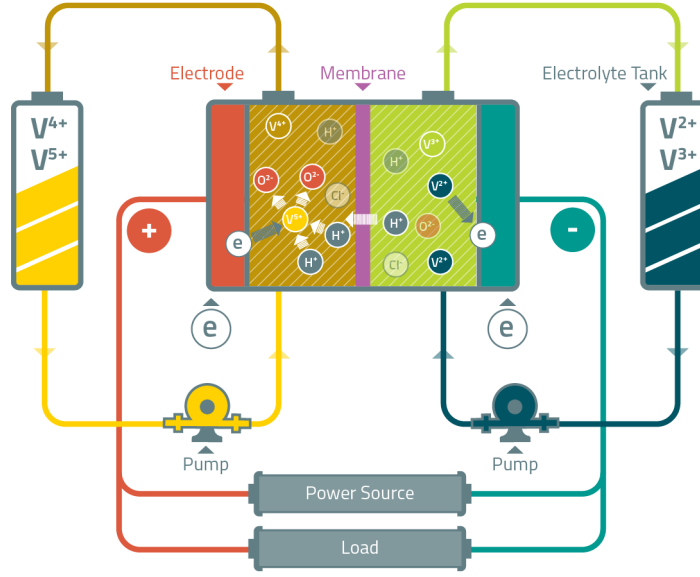 Electrode
Membrane
Electrolyte Tank
V⁴⁺
V⁵⁺
V²⁺
V³⁺
V⁴⁺
H⁺
V³⁺
H⁺
O²⁻
O²⁻
Cl⁻
V²⁺
V⁵⁺
H⁺
H⁺
O²⁻
e
e
H⁺
Cl⁻
V²⁺
+
-
e
e
Pump
Pump
Power Source
Load